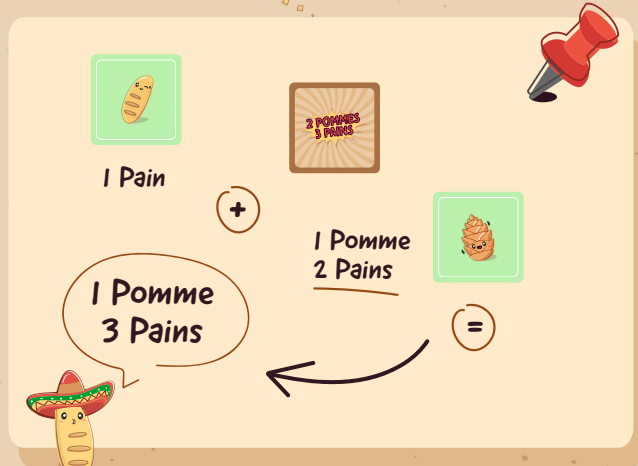 2 POMMES
3 PAINS
1 Pain
+
1 Pomme
2 Pains
=
1 Pomme
3 Pains